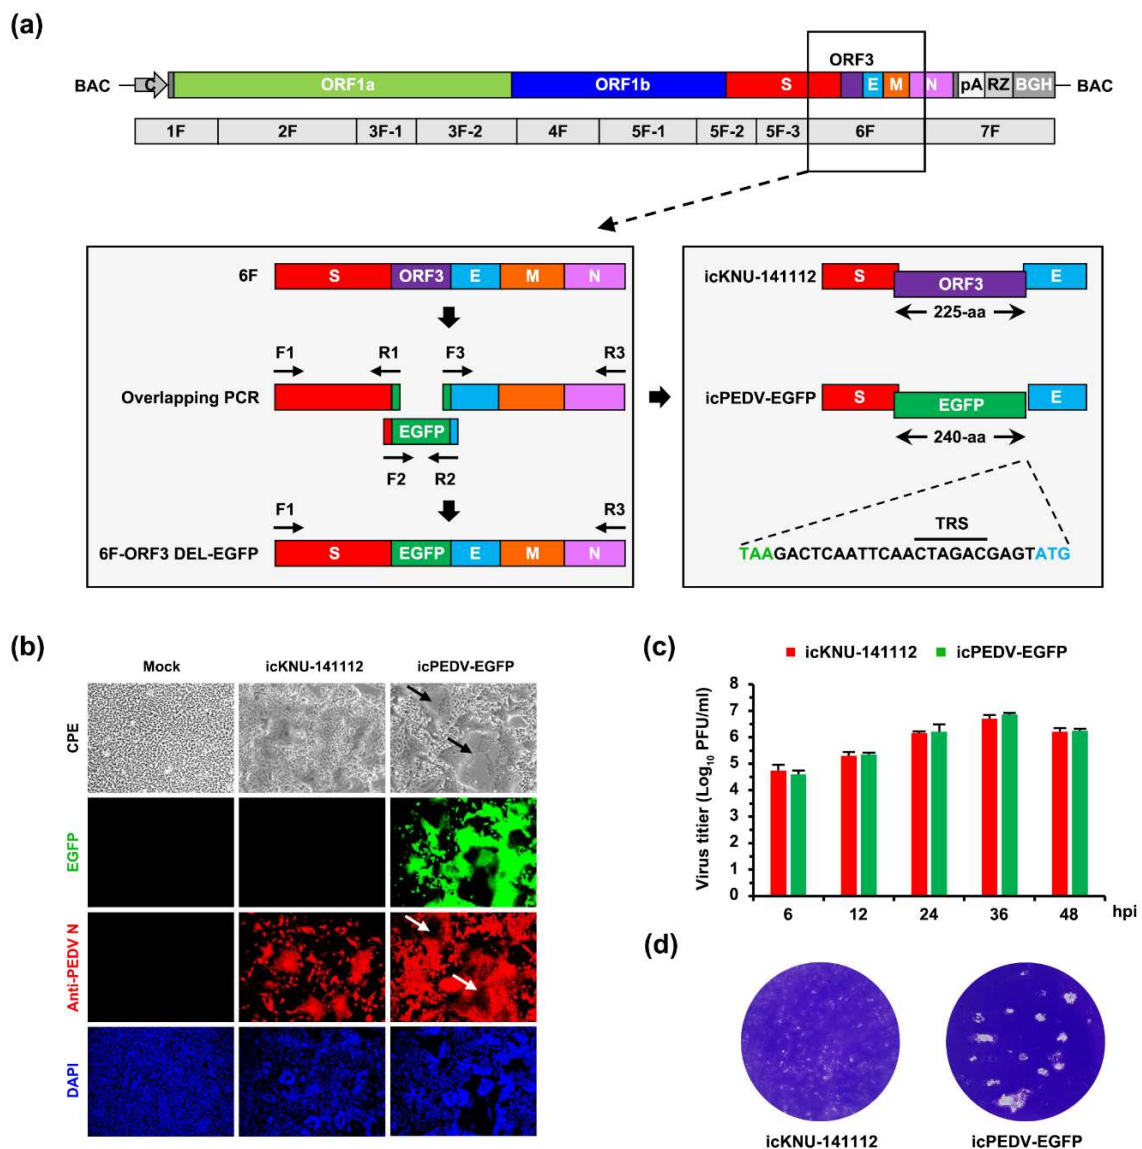 (a)
ORF3
BAC C ORF1a ORF1b S E M N pA RZ BGH BAC
1F 2F 3F-1 3F-2 4F 5F-1 5F-2 5F-3 6F 7F
6F S ORF3 E M N
F1 R1 F3 R3
Overlapping PCR
EGFP
F2 R2
F1 R3
6F-ORF3 DEL-EGFP S EGFP E M N
icKNU-141112 S ORF3 E
225-aa
icPEDV-EGFP S EGFP E
240-aa
TRS
TAAGACTCAATTCAACTAGACGAGTATG
(b)
Mock icKNU-141112 icPEDV-EGFP
CPE
EGFP
Anti-PEDV N
DAPI
(c)
icKNU-141112 icPEDV-EGFP
Virus titier (Log10 PFU/ml)
8
7
6
5
4
3
2
1
0
6 12 24 36 48 hpi
(d)
icKNU-141112 icPEDV-EGFP